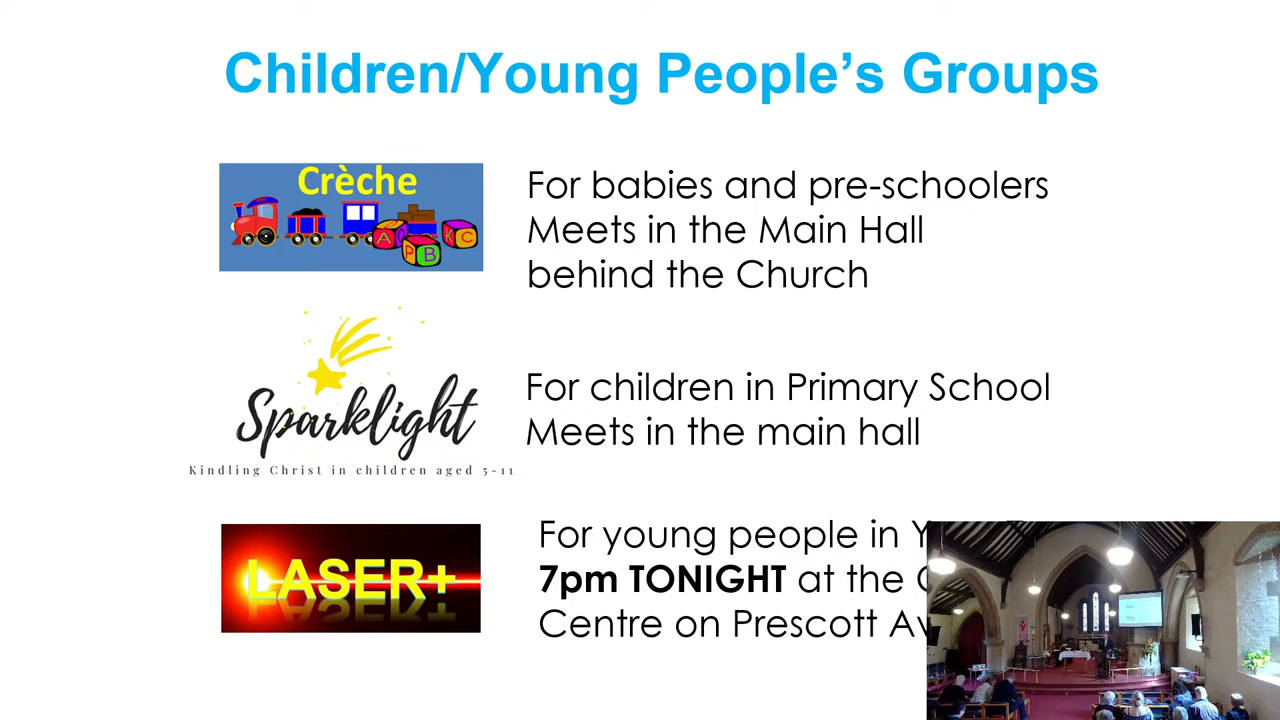 Children/Young People’s Groups
Crèche
For babies and pre-schoolers
Meets in the Main Hall
behind the Church
Sparklight
Kindling Christ in children aged 5-11
For children in Primary School
Meets in the main hall
LASER+
For young people in
7pm TONIGHT at the
Centre on Prescott